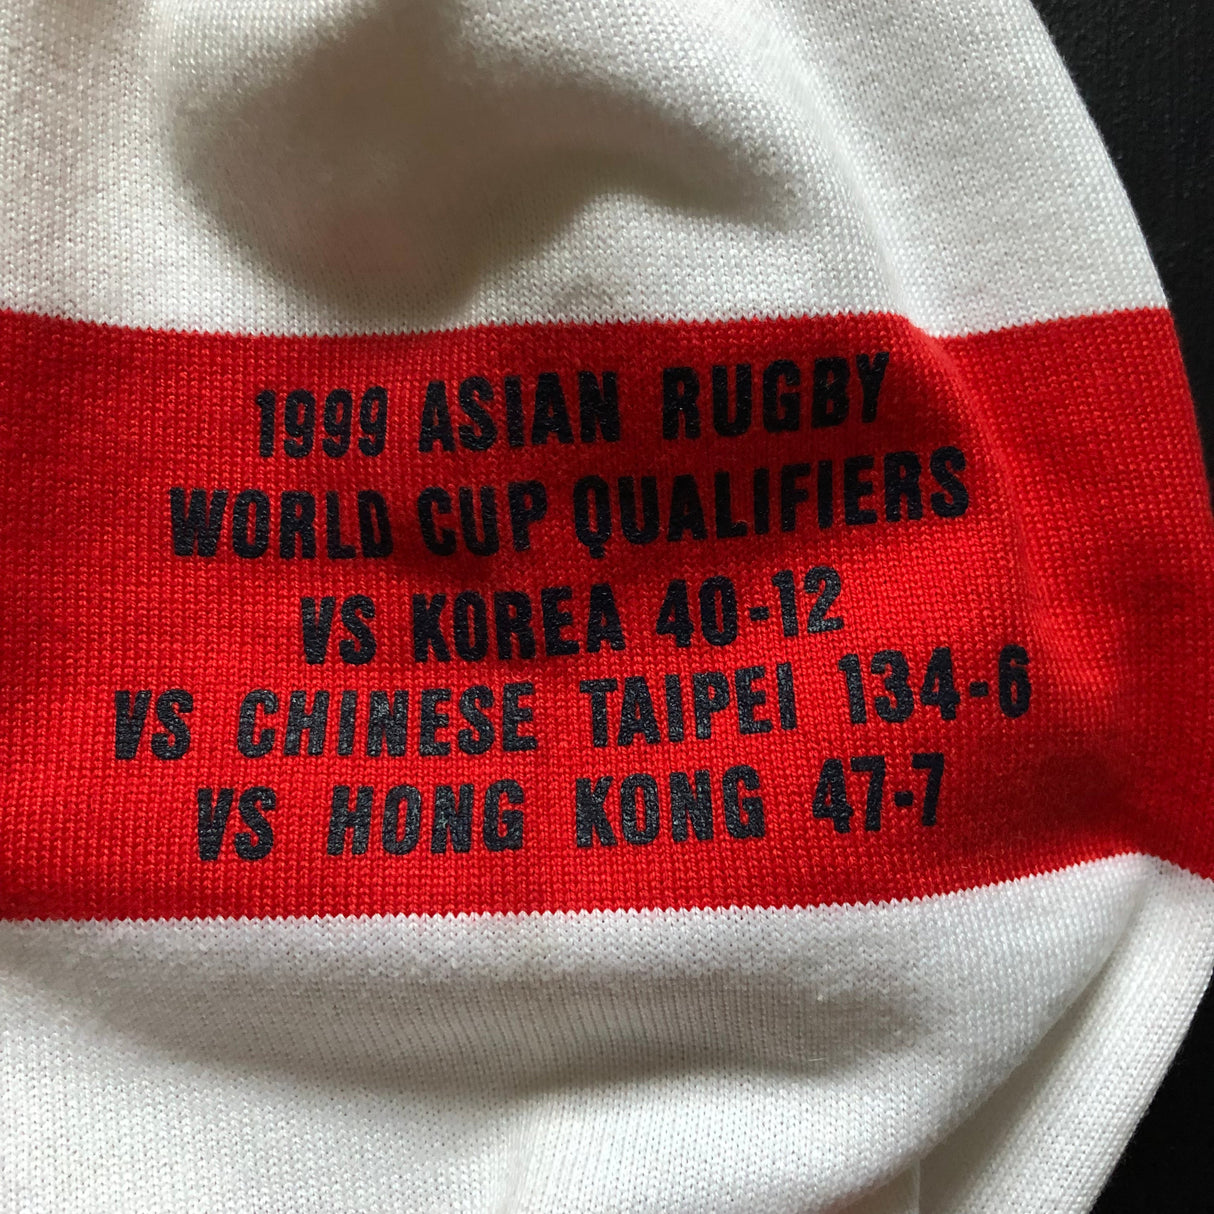 1999 ASIAN RUGBY
WORLD CUP QUALIFIERS
VS KOREA 40-12
VS CHINESE TAIPEI 134-6
VS HONG KONG 47-7